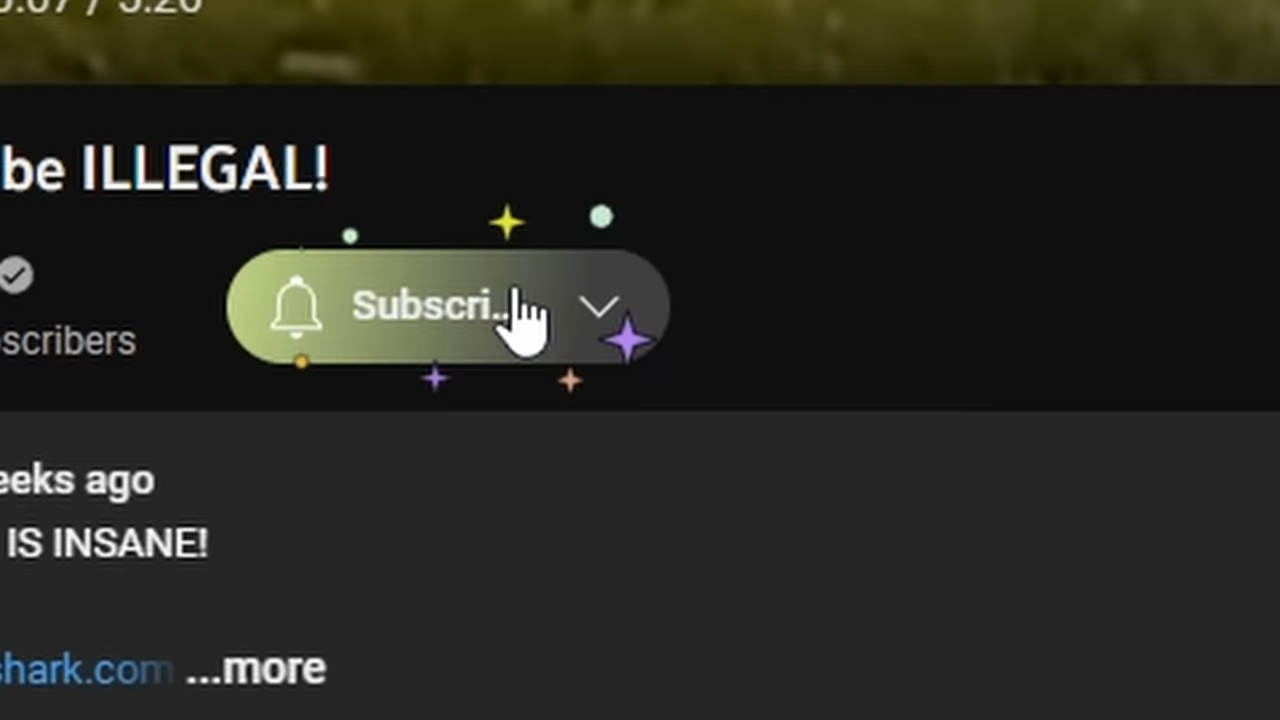 be ILLEGAL!
Subscri...
scribers
eeks ago
IS INSANE!
shark.com ...more